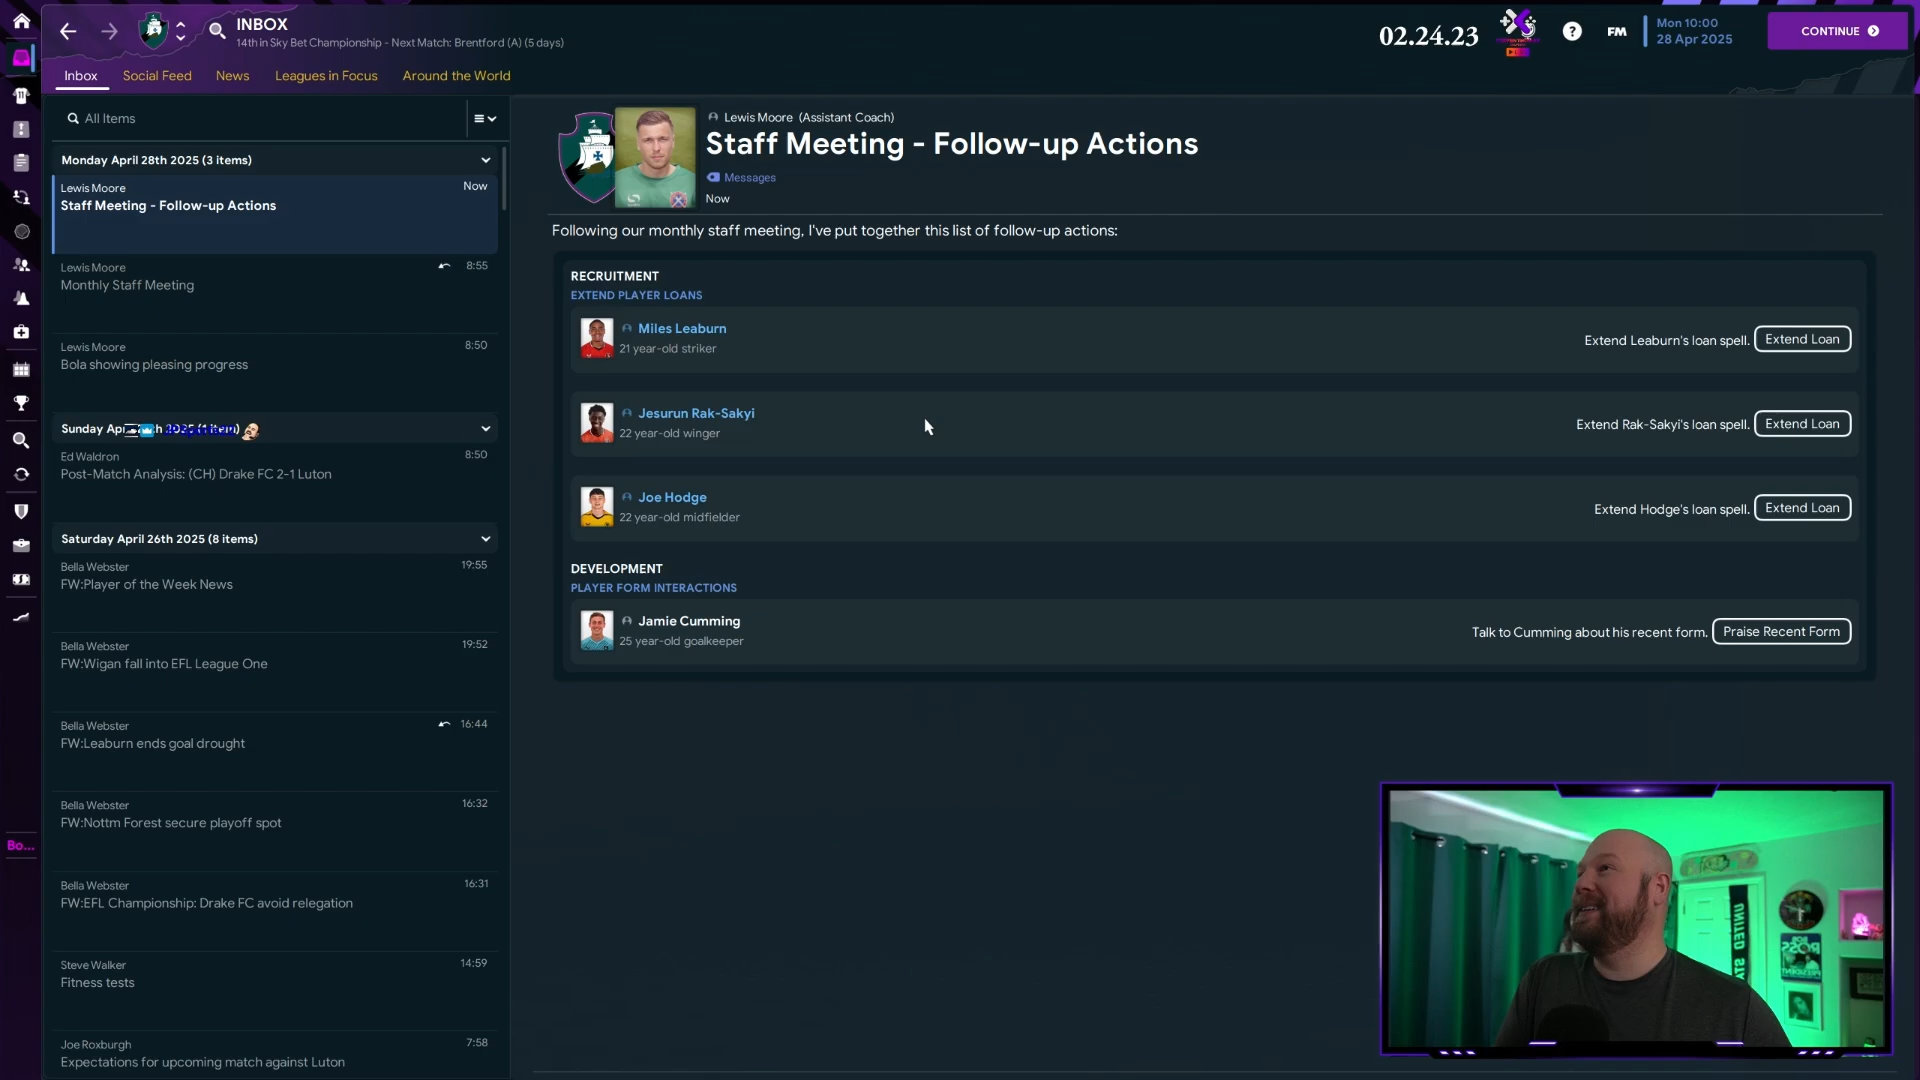 INBOX
14th in Sky Bet Championship - Next Match: Brentford (A) (5 days)
02.24.23
FM
Mon 10:00
28 Apr 2025
CONTINUE
Inbox
Social Feed
News
Leagues in Focus
Around the World
All Items
Monday April 28th 2025 (3 items)
Lewis Moore
Now
Staff Meeting - Follow-up Actions
Lewis Moore
8:55
Monthly Staff Meeting
Lewis Moore
8:50
Bola showing pleasing progress
Ed Waldron
8:50
Post-Match Analysis: (CH) Drake FC 2-1 Luton
Saturday April 26th 2025 (8 items)
Bella Webster
19:55
FW:Player of the Week News
Bella Webster
19:52
FW:Wigan fall into EFL League One
Bella Webster
16:44
FW:Leaburn ends goal drought
Bella Webster
16:32
FW:Nottm Forest secure playoff spot
Bella Webster
16:31
FW:EFL Championship: Drake FC avoid relegation
Steve Walker
14:59
Fitness tests
Joe Roxburgh
7:58
Expectations for upcoming match against Luton
Bo...
Lewis Moore (Assistant Coach)
Staff Meeting - Follow-up Actions
Messages
Now
Following our monthly staff meeting, I've put together this list of follow-up actions:
RECRUITMENT
EXTEND PLAYER LOANS
Miles Leaburn
21 year-old striker
Extend Leaburn's loan spell.
Extend Loan
Jesurun Rak-Sakyi
22 year-old winger
Extend Rak-Sakyi's loan spell.
Extend Loan
Joe Hodge
22 year-old midfielder
Extend Hodge's loan spell.
Extend Loan
DEVELOPMENT
PLAYER FORM INTERACTIONS
Jamie Cumming
25 year-old goalkeeper
Talk to Cumming about his recent form.
Praise Recent Form